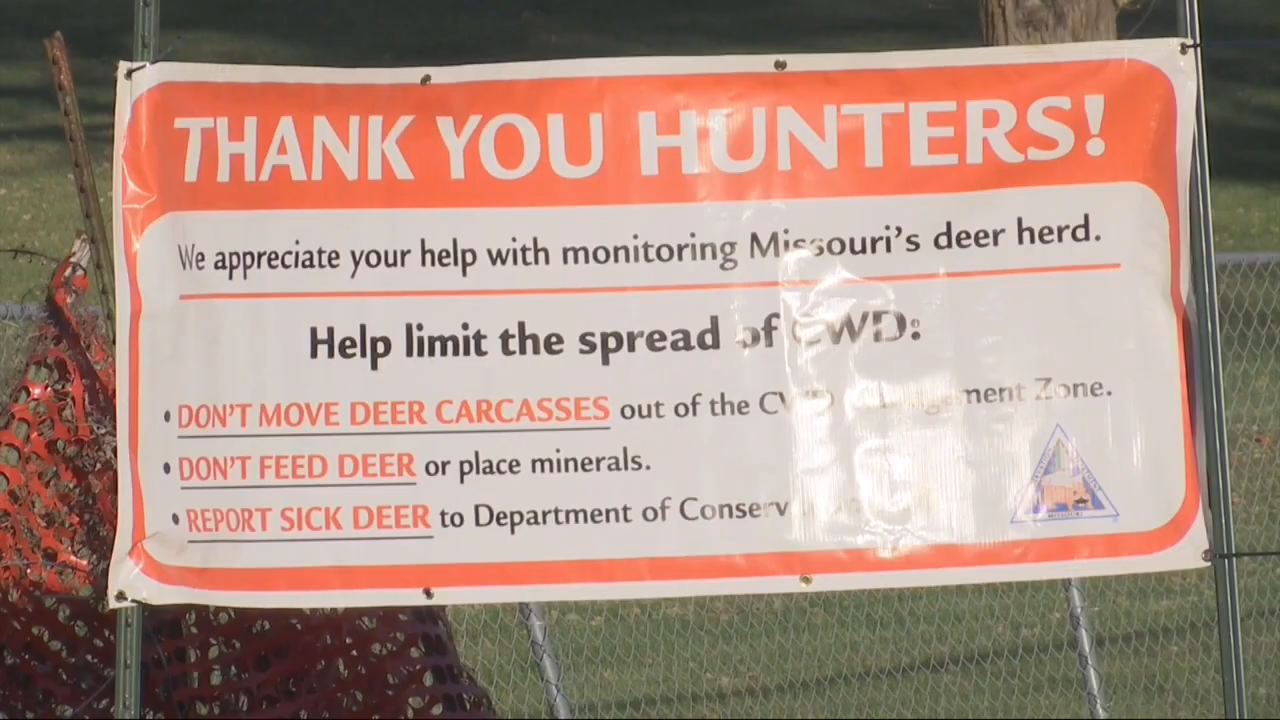 THANK YOU HUNTERS!
We appreciate your help with monitoring Missouri's deer herd.
Help limit the spread of CWD:
• DON'T MOVE DEER CARCASSES out of the CWD Management Zone.
• DON'T FEED DEER or place minerals.
• REPORT SICK DEER to Department of